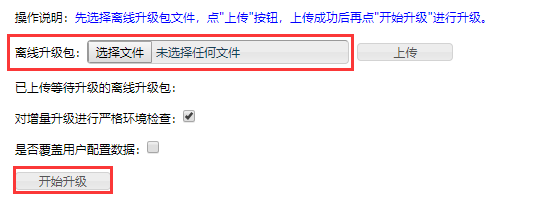 操作说明：先选择离线升级包文件，点"上传"按钮，上传成功后再点"开始升级"进行升级。
离线升级包： 选择文件 未选择任何文件 上传
已上传等待升级的离线升级包：
对增量升级进行严格环境检查：
是否覆盖用户配置数据：
开始升级